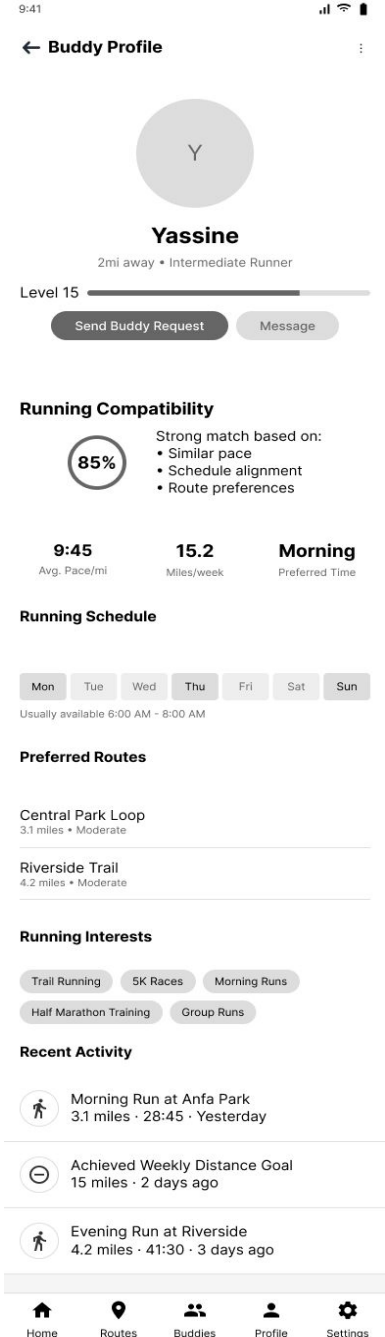 9:41
Buddy Profile
Y
Yassine
2mi away • Intermediate Runner
Level 15
Send Buddy Request Message
Running Compatibility
85%
Strong match based on:
• Similar pace
• Schedule alignment
• Route preferences
9:45 15.2 Morning
Avg. Pace/mi Miles/week Preferred Time
Running Schedule
Mon Tue Wed Thu Fri Sat Sun
Usually available 6:00 AM - 8:00 AM
Preferred Routes
Central Park Loop
3.1 miles • Moderate
Riverside Trail
4.2 miles • Moderate
Running Interests
Trail Running 5K Races Morning Runs
Half Marathon Training Group Runs
Recent Activity
Morning Run at Anfa Park
3.1 miles · 28:45 · Yesterday
Achieved Weekly Distance Goal
15 miles · 2 days ago
Evening Run at Riverside
4.2 miles · 41:30 · 3 days ago
Home Routes Buddies Profile Settings